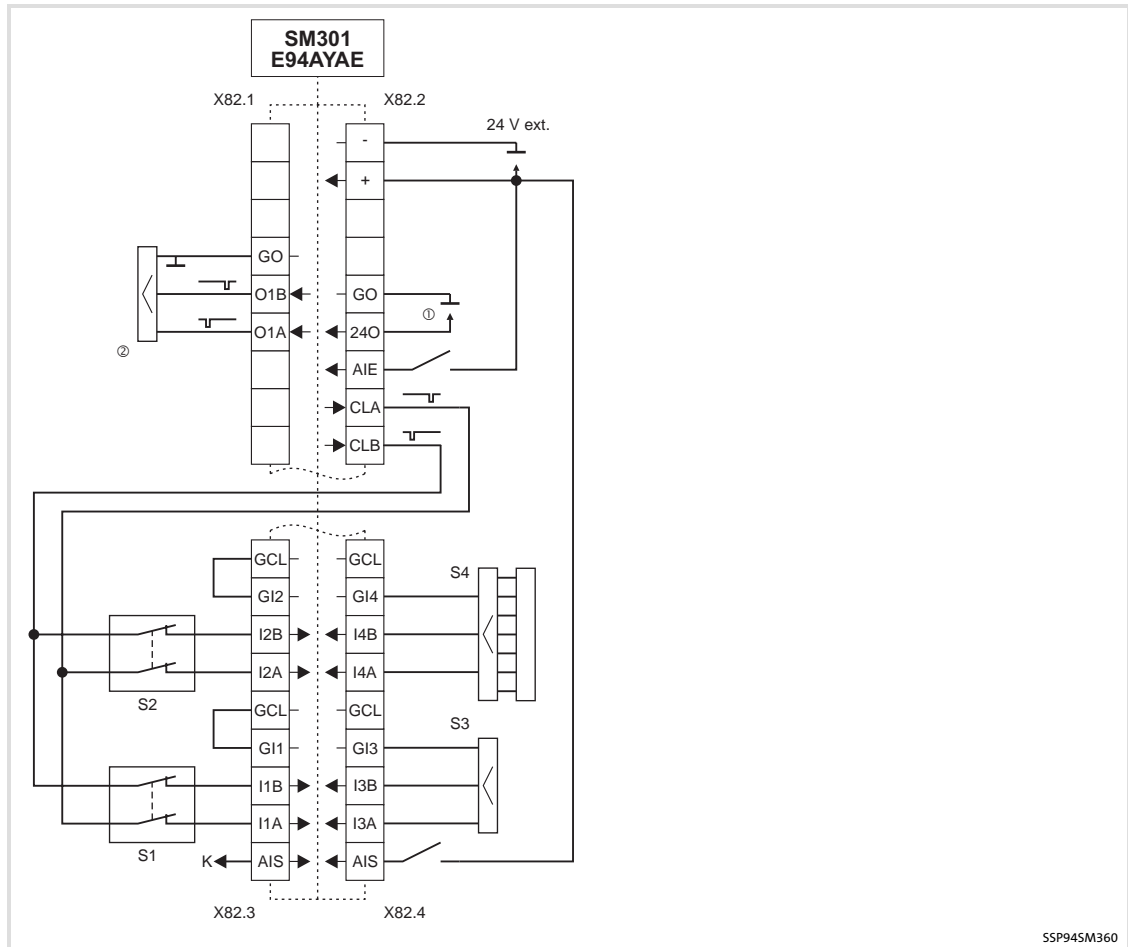 SM301
E94AYAE
X82.1
X82.2
24 V ext.
-
+
GO
O1B
GO
①
O1A
24O
②
AIE
CLA
CLB
GCL
GCL
S4
GI2
GI4
I2B
I4B
I2A
I4A
S2
GCL
GCL
S3
GI1
GI3
I1B
I3B
I1A
I3A
S1
K
AIS
AIS
X82.3
X82.4
SSP94SM360